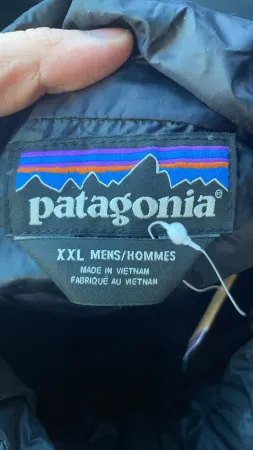 patagonia®
XXL MENS/HOMMES
MADE IN VIETNAM
FABRIQUÉ AU VIETNAM